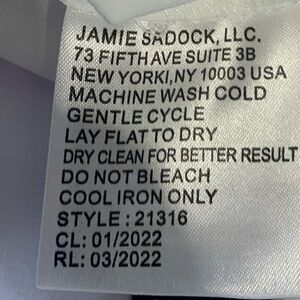 JAMIE SADOCK, LLC.
73 FIFTH AVE SUITE 3B
NEW YORKI,NY 10003 USA
MACHINE WASH COLD
GENTLE CYCLE
LAY FLAT TO DRY
DRY CLEAN FOR BETTER RESULT
DO NOT BLEACH
COOL IRON ONLY
STYLE : 21316
CL: 01/2022
RL: 03/2022